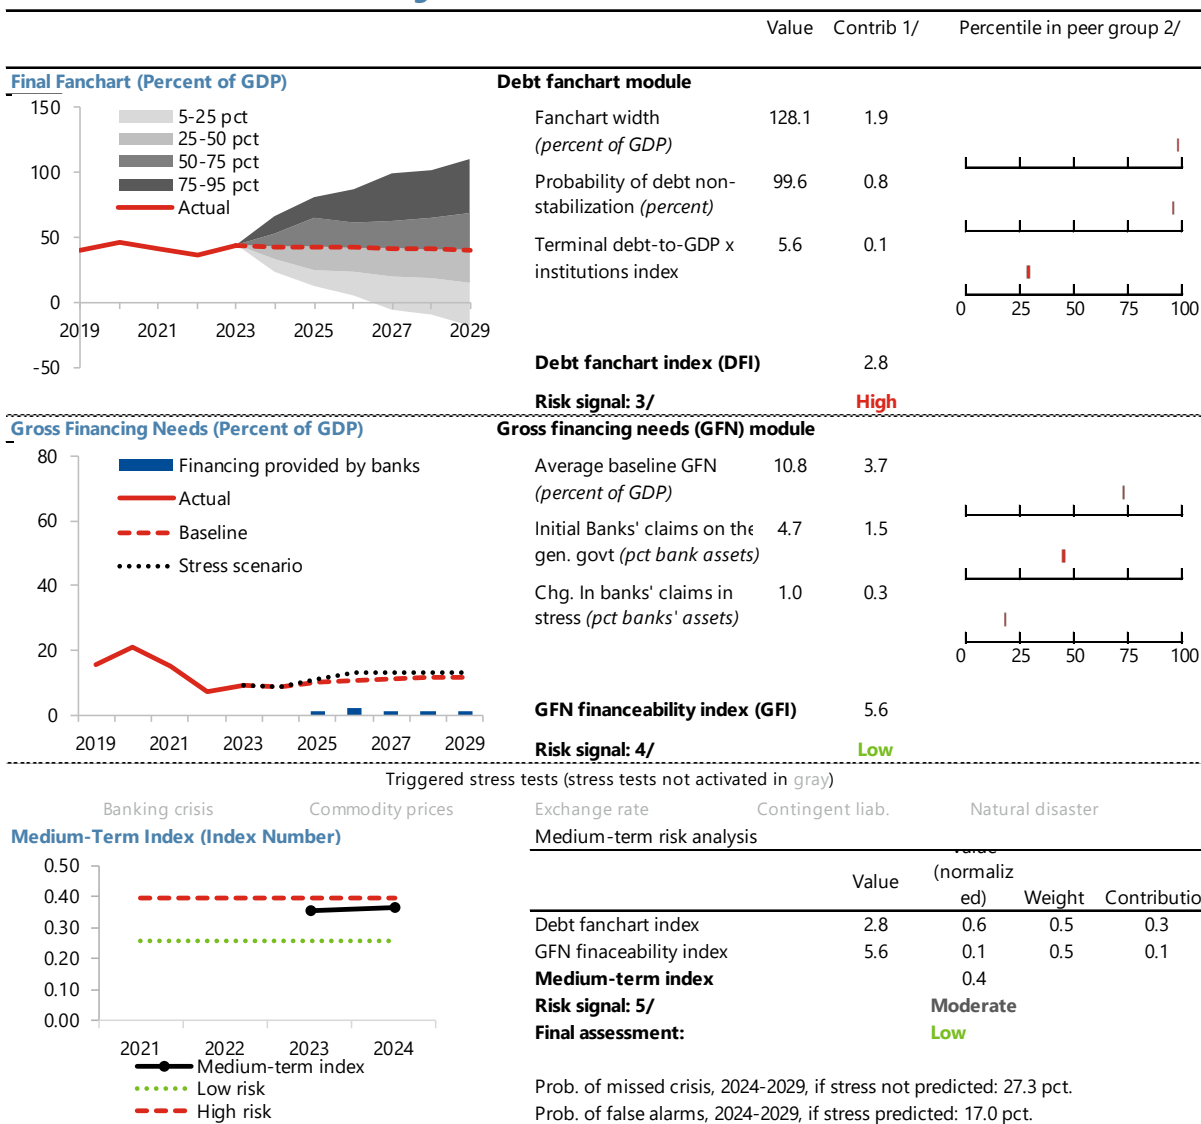 Value Contrib 1/ Percentile in peer group 2/
Final Fanchart (Percent of GDP)
150
100
50
0
-50
5-25 pct
25-50 pct
50-75 pct
75-95 pct
Actual
2019 2021 2023 2025 2027 2029
Debt fanchart module
Fanchart width 128.1 1.9
(percent of GDP)
Probability of debt non- 99.6 0.8
stabilization (percent)
Terminal debt-to-GDP x 5.6 0.1
institutions index
0 25 50 75 100
Debt fanchart index (DFI) 2.8
Risk signal: 3/ High
Gross Financing Needs (Percent of GDP)
80
60
40
20
0
Financing provided by banks
Actual
Baseline
Stress scenario
2019 2021 2023 2025 2027 2029
Gross financing needs (GFN) module
Average baseline GFN 10.8 3.7
(percent of GDP)
Initial Banks' claims on the 4.7 1.5
gen. govt (pct bank assets)
Chg. In banks' claims in 1.0 0.3
stress (pct banks' assets)
0 25 50 75 100
GFN financeability index (GFI) 5.6
Risk signal: 4/ Low
Triggered stress tests (stress tests not activated in gray)
Banking crisis Commodity prices Exchange rate Contingent liab. Natural disaster
Medium-Term Index (Index Number)
0.50
0.40
0.30
0.20
0.10
0.00
2021 2022 2023 2024
Medium-term index
Low risk
High risk
Medium-term risk analysis
Value (normaliz
ed) Weight Contributio
Debt fanchart index 2.8 0.6 0.5 0.3
GFN finaceability index 5.6 0.1 0.5 0.1
Medium-term index 0.4
Risk signal: 5/ Moderate
Final assessment: Low
Prob. of missed crisis, 2024-2029, if stress not predicted: 27.3 pct.
Prob. of false alarms, 2024-2029, if stress predicted: 17.0 pct.